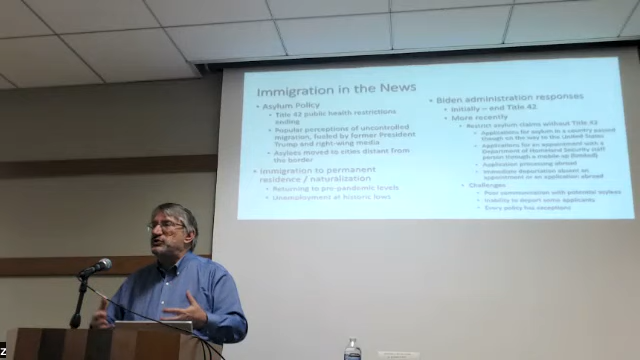 Immigration in the News
Asylum Policy
Title 42 public health restrictions
ending
Popular perceptions of uncontrolled
migration, fueled by former President
Trump and right-wing media
Asylees moved to cities distant from
the border
Immigration to permanent
residence / naturalization
Returning to pre-pandemic levels
Unemployment at historic lows
Biden administration responses
Initially – end Title 42
More recently
Restrict asylum claims without Title 42
Applications for asylum in a country passed
through on the way to the United States
Applications for an appointment with a
Department of Homeland Security staff
person through a mobile app (limited)
Application processing abroad
Immediate deportation absent an
appointment or an application abroad
Challenges
Poor communication with potential
Inability to deport some applicants
Every policy has exceptions
Z